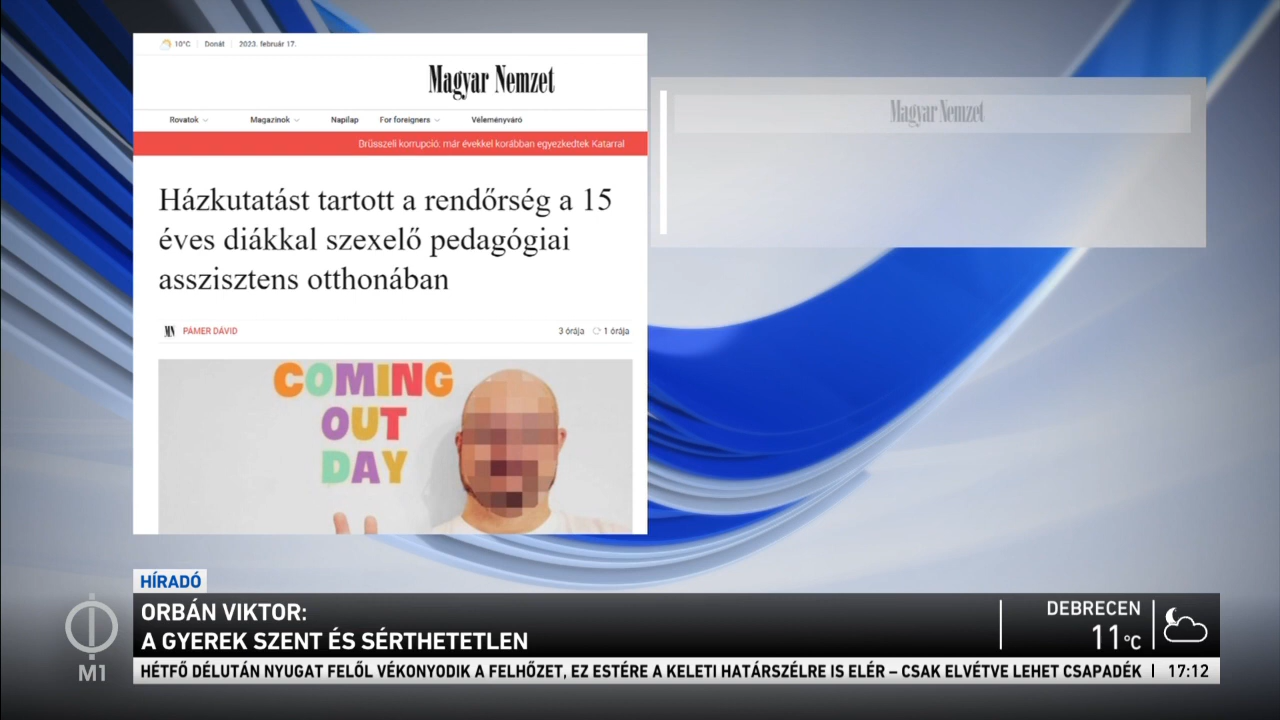 10°C Donát 2023. február 17.
Magyar Nemzet
Rovatok Magazinok Napilap For foreigners Véleményváró
Brüsszeli korrupció: már évekkel korábban egyezkedtek Katarral
Házkutatást tartott a rendőrség a 15
éves diákkal szexelő pedagógiai
asszisztens otthonában
MN PÁMER DÁVID 3 órája 1 órája
COMING
OUT
DAY
Magyar Nemzet
HÍRADÓ
ORBÁN VIKTOR:
A GYEREK SZENT ÉS SÉRTHETETLEN
DEBRECEN
11°C
M1
HÉTFŐ DÉLUTÁN NYUGAT FELŐL VÉKONYODIK A FELHŐZET, EZ ESTÉRE A KELETI HATÁRSZÉLRE IS ELÉR – CSAK ELVÉTVE LEHET CSAPADÉK 17:12